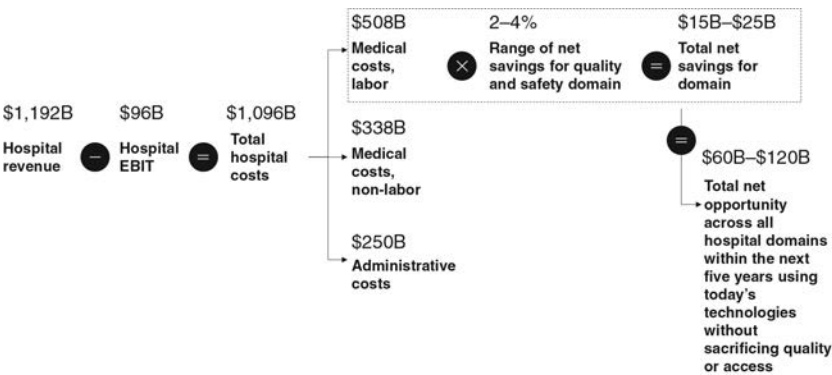 $508B
Medical
costs,
labor
×
2–4%
Range of net
savings for quality
and safety domain
=
$15B–$25B
Total net
savings for
domain
$1,192B
Hospital
revenue
−
$96B
Hospital
EBIT
=
$1,096B
Total
hospital
costs
$338B
Medical
costs,
non-labor
$250B
Administrative
costs
=
$60B–$120B
Total net
opportunity
across all
hospital domains
within the next
five years using
today’s
technologies
without
sacrificing quality
or access